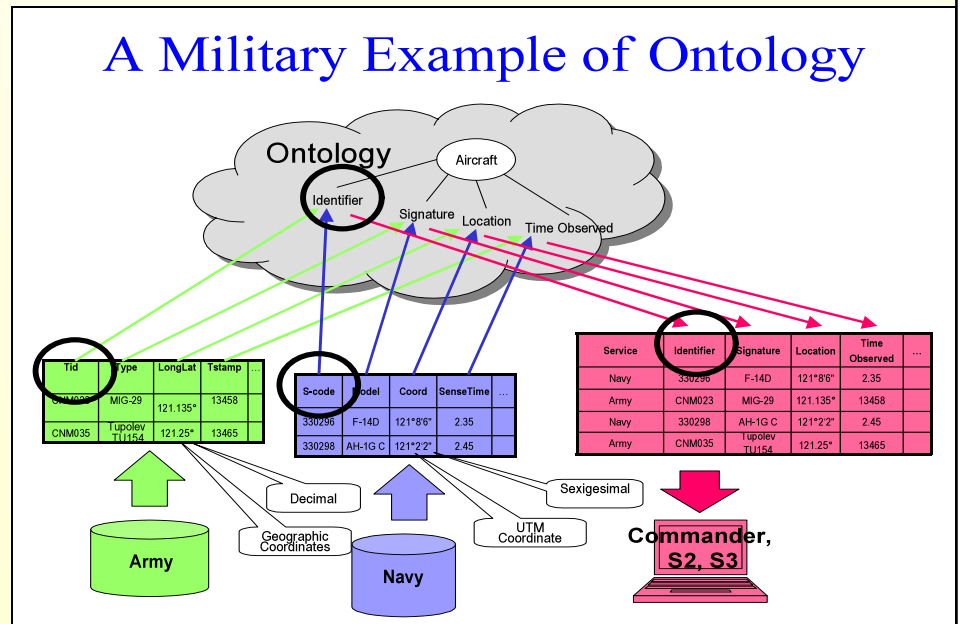 A Military Example of Ontology
Ontology
Aircraft
Identifier
Signature
Location
Time Observed
Tid Type LongLat Tstamp ...
CNM023 MIG-29 121.135° 13458
CNM035 Tupolev TU154 121.25° 13465
S-code Model Coord SenseTime ...
330296 F-14D 121°8'6" 2.35
330298 AH-1G C 121°2'2" 2.45
Service Identifier Signature Location Time Observed ...
Navy 330296 F-14D 121°8'6" 2.35
Army CNM023 MIG-29 121.135° 13458
Navy 330298 AH-1G C 121°2'2" 2.45
Army CNM035 Tupolev TU154 121.25° 13465
Decimal
Geographic
Coordinates
Sexigesimal
UTM
Coordinate
Army
Navy
Commander,
S2, S3